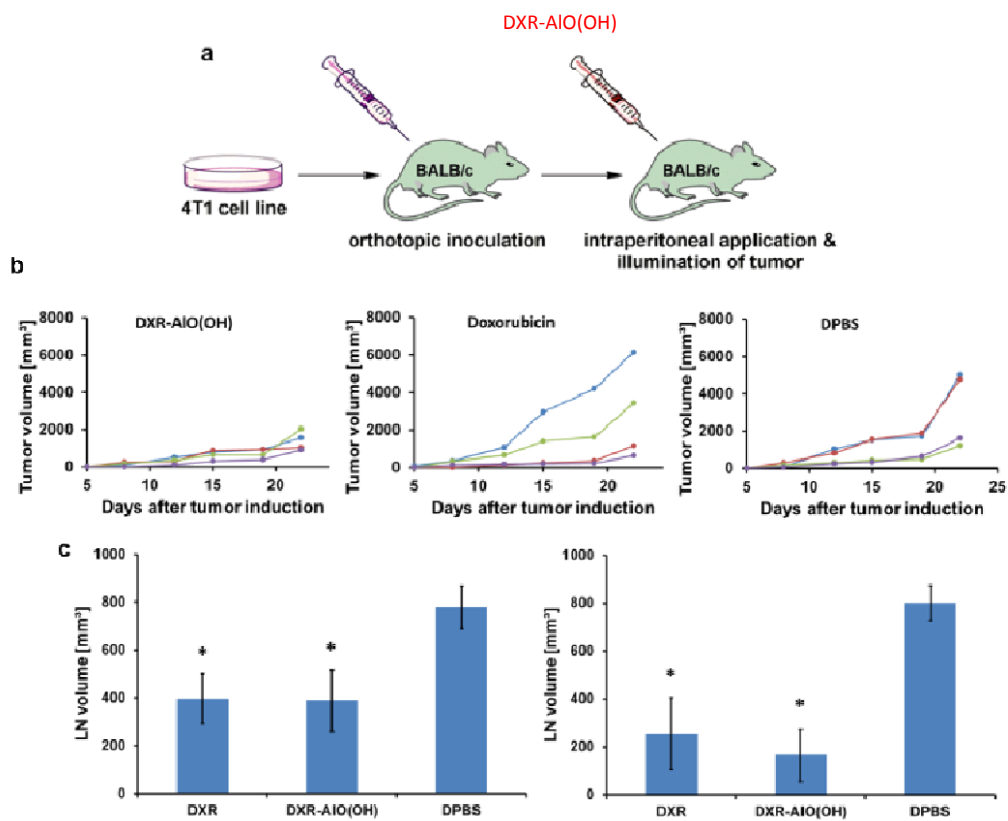 DXR-AlO(OH)
a
BALB/c
BALB/c
4T1 cell line
orthotopic inoculation
intraperitoneal application &
illumination of tumor
b
DXR-AlO(OH)
Tumor volume [mm³]
8000
6000
4000
2000
0
5 10 15 20
Days after tumor induction
Doxorubicin
Tumor volume [mm³]
8000
6000
4000
2000
0
5 10 15 20
Days after tumor induction
DPBS
Tumor volume [mm³]
8000
6000
4000
2000
0
5 10 15 20 25
Days after tumor induction
c
LN volume [mm³]
1000
800
600
400
200
0
*
*
DXR DXR-AlO(OH) DPBS
LN volume [mm³]
1000
800
600
400
200
0
*
*
DXR DXR-AlO(OH) DPBS